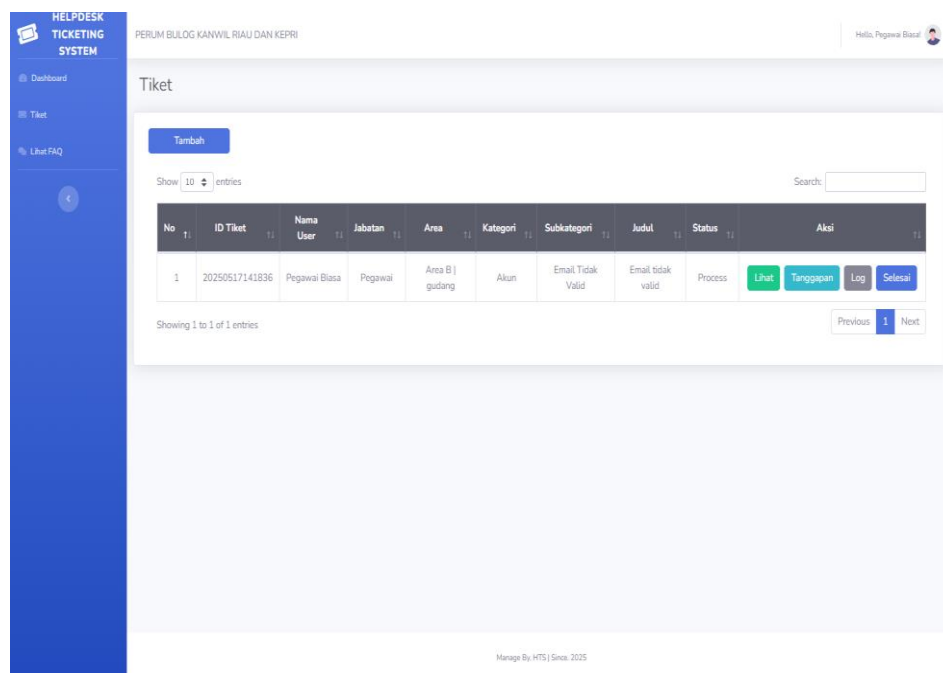 HELPDESK
TICKETING
SYSTEM
PERUM BULOG KANWIL RIAU DAN KEPRI
Hello, Pegawai Biasa!
Dashboard
Tiket
Lihat FAQ
Tiket
Tambah
Show 10 entries
Search:
No ID Tiket Nama User Jabatan Area Kategori Subkategori Judul Status Aksi
1 20250517141836 Pegawai Biasa Pegawai Area B | gudang Akun Email Tidak Valid Email tidak valid Process Lihat Tanggapan Log Selesai
Showing 1 to 1 of 1 entries
Previous 1 Next
Manage By. HTS | Since. 2025